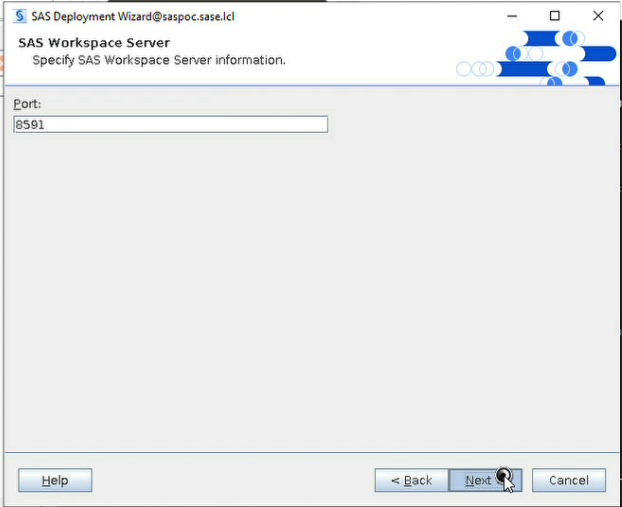 SAS Deployment Wizard@saspoc.sase.lcl
SAS Workspace Server
Specify SAS Workspace Server information.
Port:
8591
Help
< Back
Next
Cancel